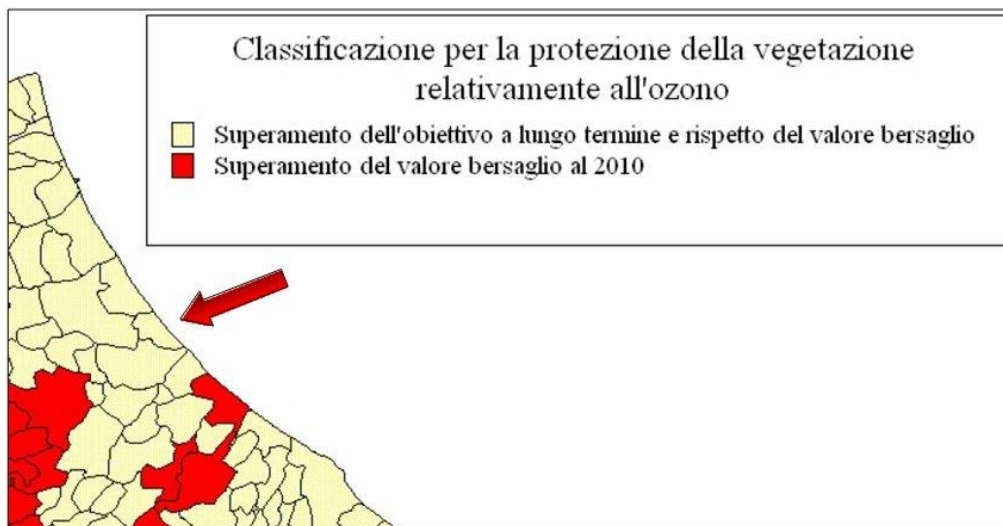 Classificazione per la protezione della vegetazione
relativamente all'ozono
Superamento dell'obiettivo a lungo termine e rispetto del valore bersaglio
Superamento del valore bersaglio al 2010